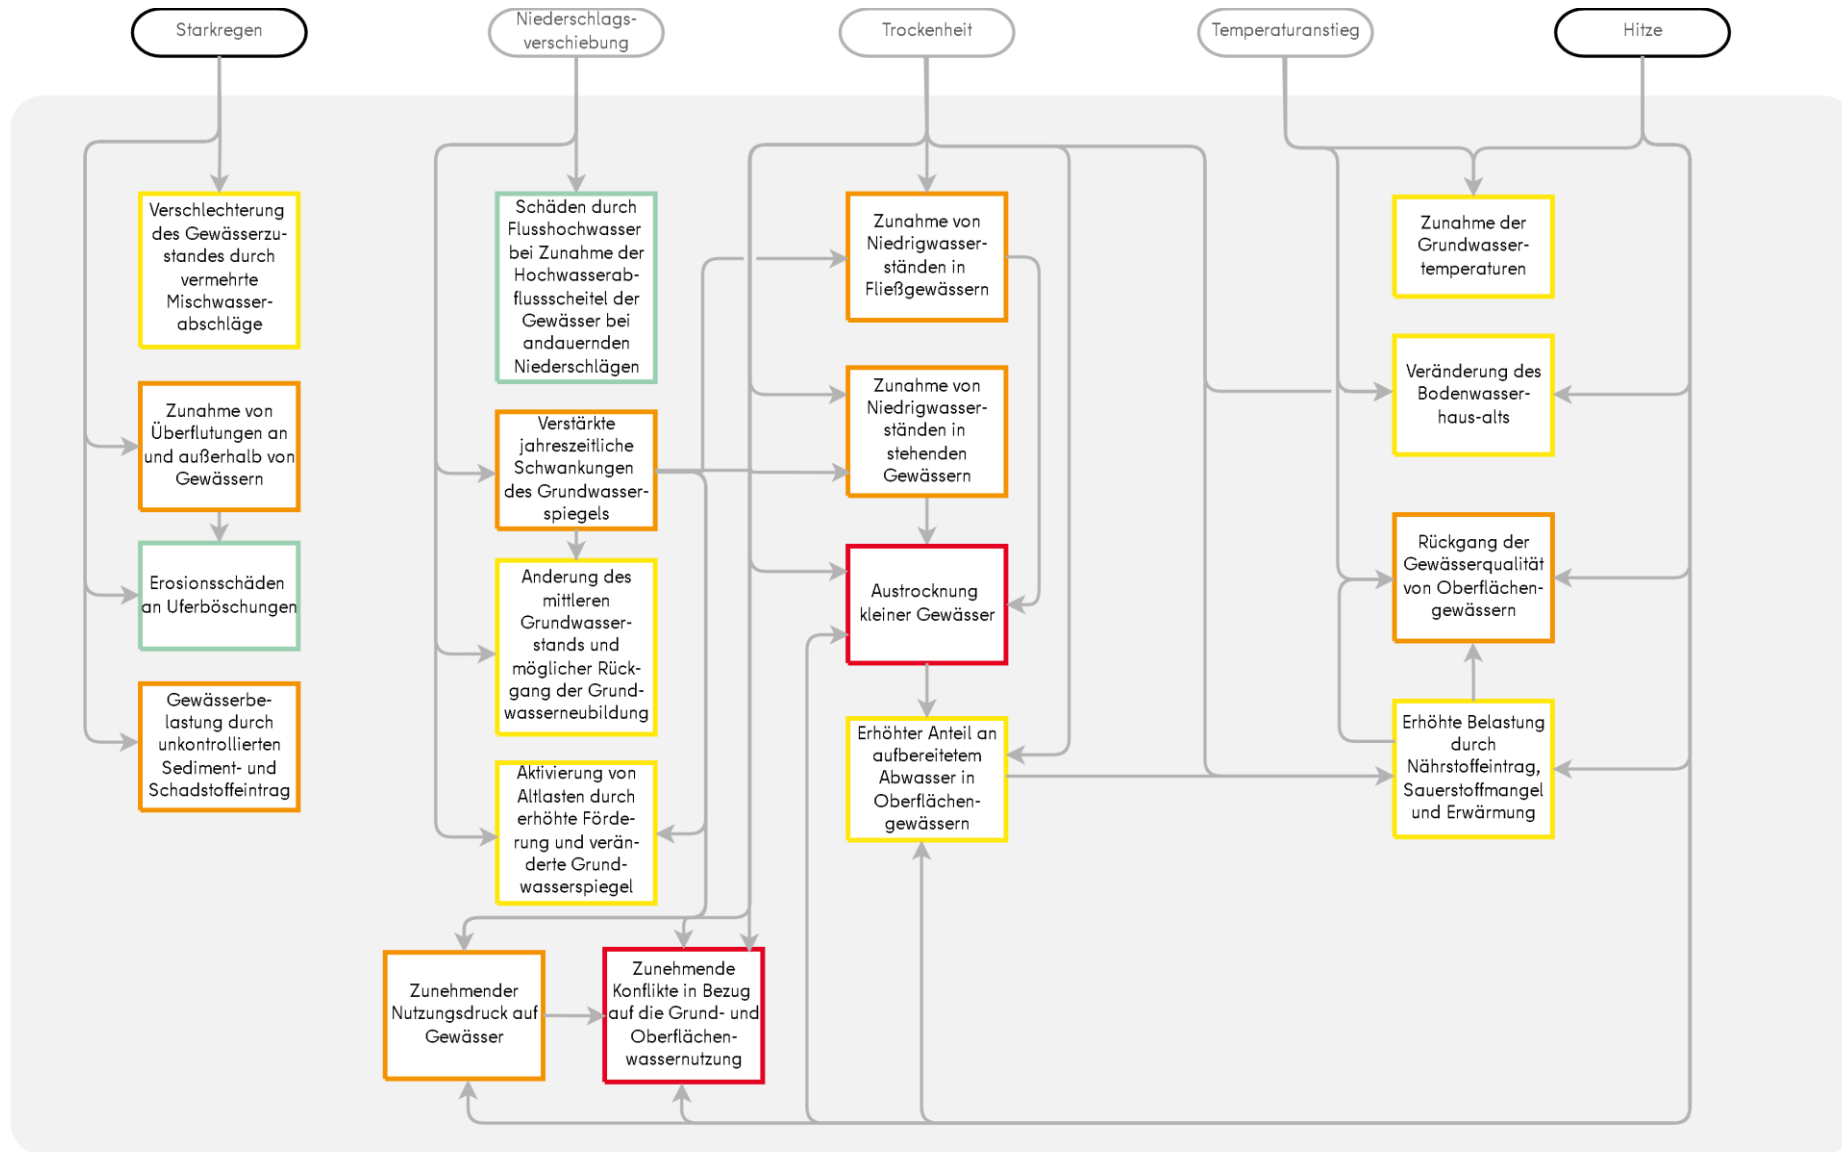 Starkregen
Niederschlags-
verschiebung
Trockenheit
Temperaturanstieg
Hitze
Verschlechterung
des Gewässerzu-
standes durch
vermehrte
Mischwasser-
abschläge
Zunahme von
Überflutungen an
und außerhalb von
Gewässern
Erosionsschäden
an Uferböschungen
Gewässerbe-
lastung durch
unkontrollierten
Sediment- und
Schadstoffeintrag
Schäden durch
Flusshochwasser
bei Zunahme der
Hochwasserab-
flussscheitel der
Gewässer bei
andauernden
Niederschlägen
Verstärkte
jahreszeitliche
Schwankungen
des Grundwasser-
spiegels
Anderung des
mittleren
Grundwasser-
stands und
möglicher Rück-
gang der Grund-
wasserneubildung
Aktivierung von
Altlasten durch
erhöhte Förde-
rung und verän-
derte Grund-
wasserspiegel
Zunehmender
Nutzungsdruck auf
Gewässer
Zunehmende
Konflikte in Bezug
auf die Grund- und
Oberflächen-
wassernutzung
Zunahme von
Niedrigwasser-
ständen in
Fließgewässern
Zunahme von
Niedrigwasser-
ständen in
stehenden
Gewässern
Austrocknung
kleiner Gewässer
Erhöhter Anteil an
aufbereitetem
Abwasser in
Oberflächen-
gewässern
Zunahme der
Grundwasser-
temperaturen
Veränderung des
Bodenwasser-
haus-alts
Rückgang der
Gewässerqualität
von Oberflächen-
gewässern
Erhöhte Belastung
durch
Nährstoffeintrag,
Sauerstoffmangel
und Erwärmung